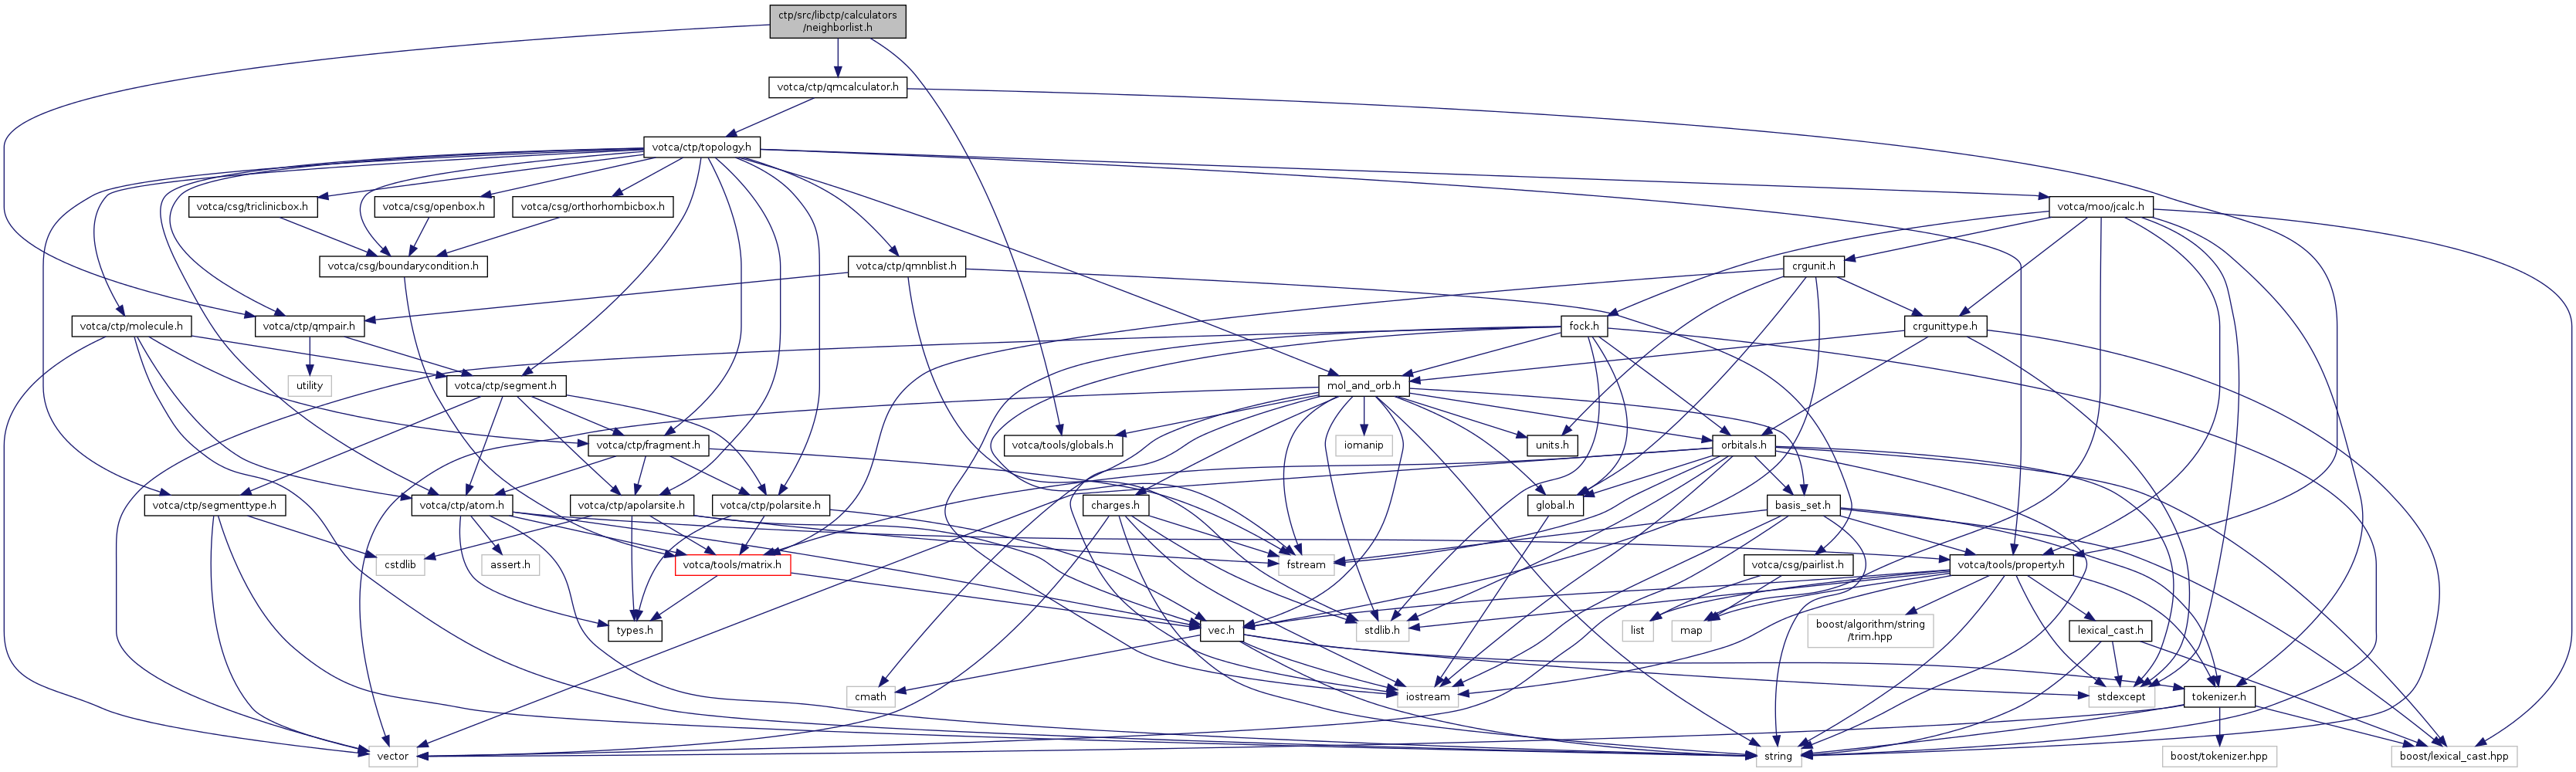 ctp/src/libctp/calculators
/neighborlist.h
votca/ctp/qmcalculator.h
votca/ctp/topology.h
votca/csg/triclinicbox.h
votca/csg/openbox.h
votca/csg/orthorhombicbox.h
votca/moo/jcalc.h
votca/csg/boundarycondition.h
votca/ctp/qmnblist.h
crgunit.h
votca/ctp/molecule.h
votca/ctp/qmpair.h
fock.h
crgunittype.h
utility
votca/ctp/segment.h
mol_and_orb.h
votca/ctp/fragment.h
votca/tools/globals.h
iomanip
units.h
orbitals.h
votca/ctp/segmenttype.h
votca/ctp/atom.h
votca/ctp/apolarsite.h
votca/ctp/polarsite.h
charges.h
global.h
basis_set.h
cstdlib
assert.h
votca/tools/matrix.h
fstream
votca/csg/pairlist.h
votca/tools/property.h
types.h
vec.h
stdlib.h
list
map
boost/algorithm/string
/trim.hpp
lexical_cast.h
cmath
iostream
stdexcept
tokenizer.h
vector
string
boost/tokenizer.hpp
boost/lexical_cast.hpp